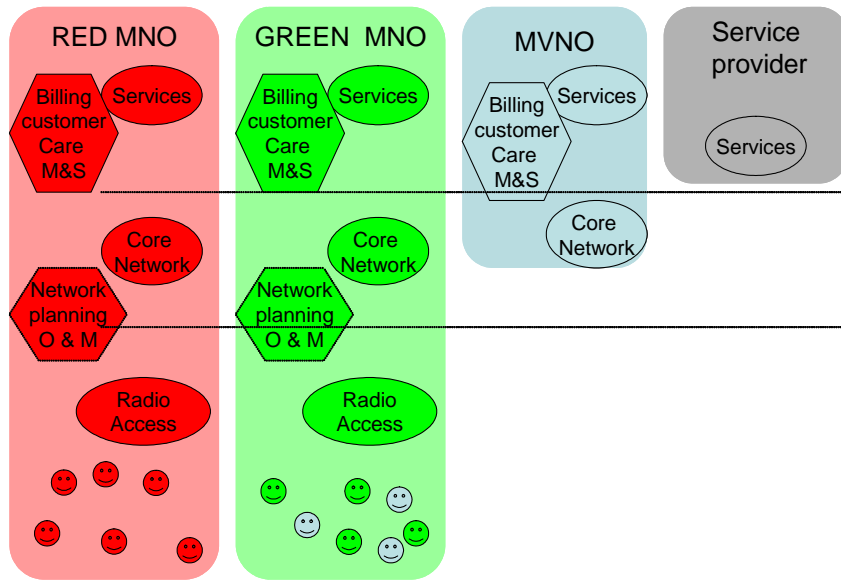 RED MNO
Billing
customer
Care
M&S
Services
Core
Network
Network
planning
O & M
Radio
Access
GREEN MNO
Billing
customer
Care
M&S
Services
Core
Network
Network
planning
O & M
Radio
Access
MVNO
Billing
customer
Care
M&S
Services
Core
Network
Service
provider
Services